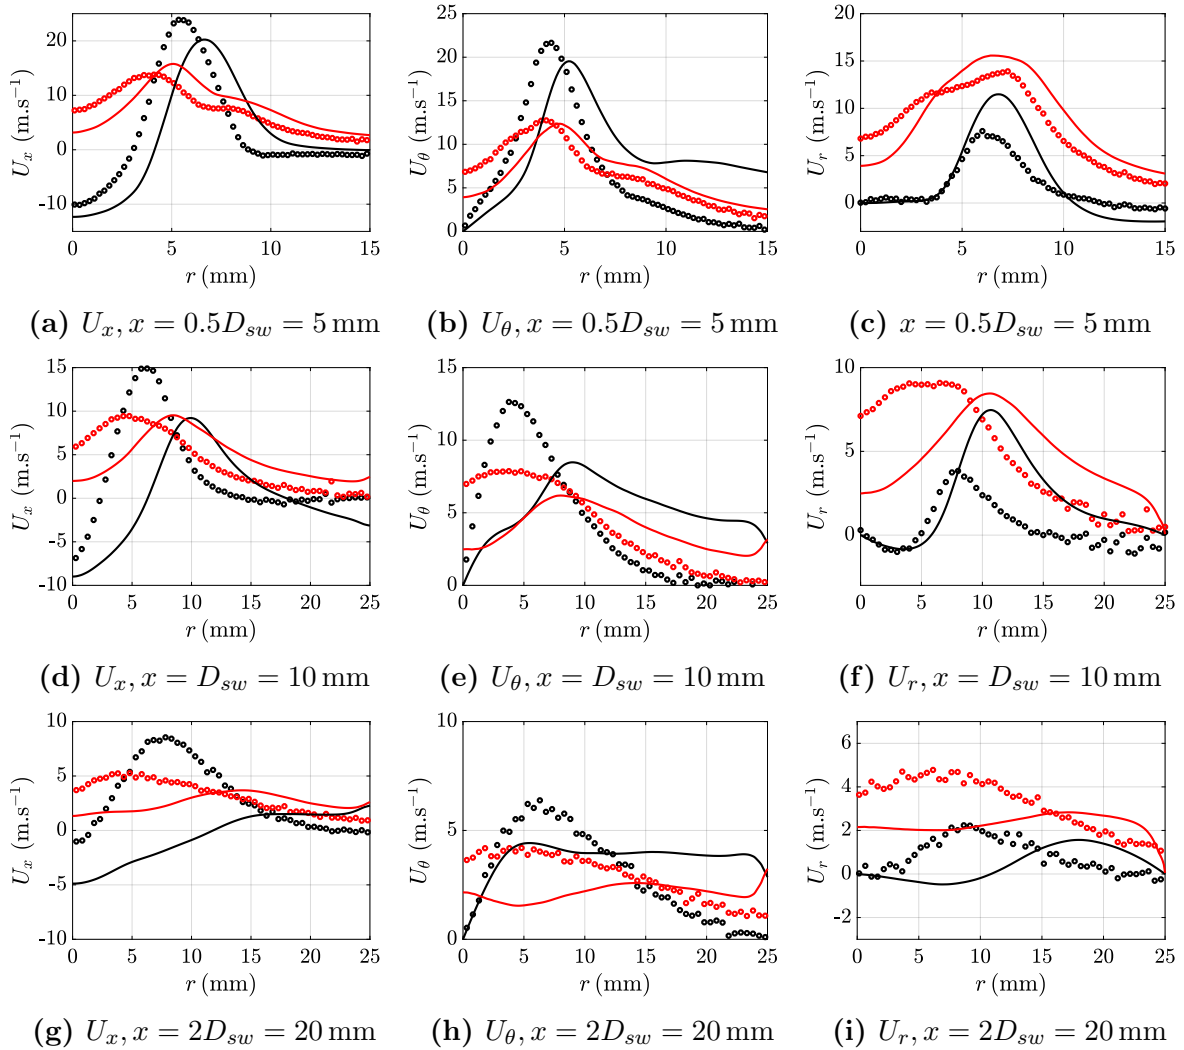 20
10
0
-10
0 5 10 15
U_x (m.s⁻¹)
r (mm)
(a) U_x, x = 0.5D_sw = 5 mm
25
20
15
10
5
0
0 5 10 15
U_θ (m.s⁻¹)
r (mm)
(b) U_θ, x = 0.5D_sw = 5 mm
20
15
10
5
0
0 5 10 15
U_r (m.s⁻¹)
r (mm)
(c) x = 0.5D_sw = 5 mm
15
10
5
0
-5
-10
0 5 10 15 20 25
U_x (m.s⁻¹)
r (mm)
(d) U_x, x = D_sw = 10 mm
15
10
5
0
0 5 10 15 20 25
U_θ (m.s⁻¹)
r (mm)
(e) U_θ, x = D_sw = 10 mm
10
5
0
0 5 10 15 20 25
U_r (m.s⁻¹)
r (mm)
(f) U_r, x = D_sw = 10 mm
10
5
0
-5
-10
0 5 10 15 20 25
U_x (m.s⁻¹)
r (mm)
(g) U_x, x = 2D_sw = 20 mm
10
5
0
0 5 10 15 20 25
U_θ (m.s⁻¹)
r (mm)
(h) U_θ, x = 2D_sw = 20 mm
6
4
2
0
-2
0 5 10 15 20 25
U_r (m.s⁻¹)
r (mm)
(i) U_r, x = 2D_sw = 20 mm